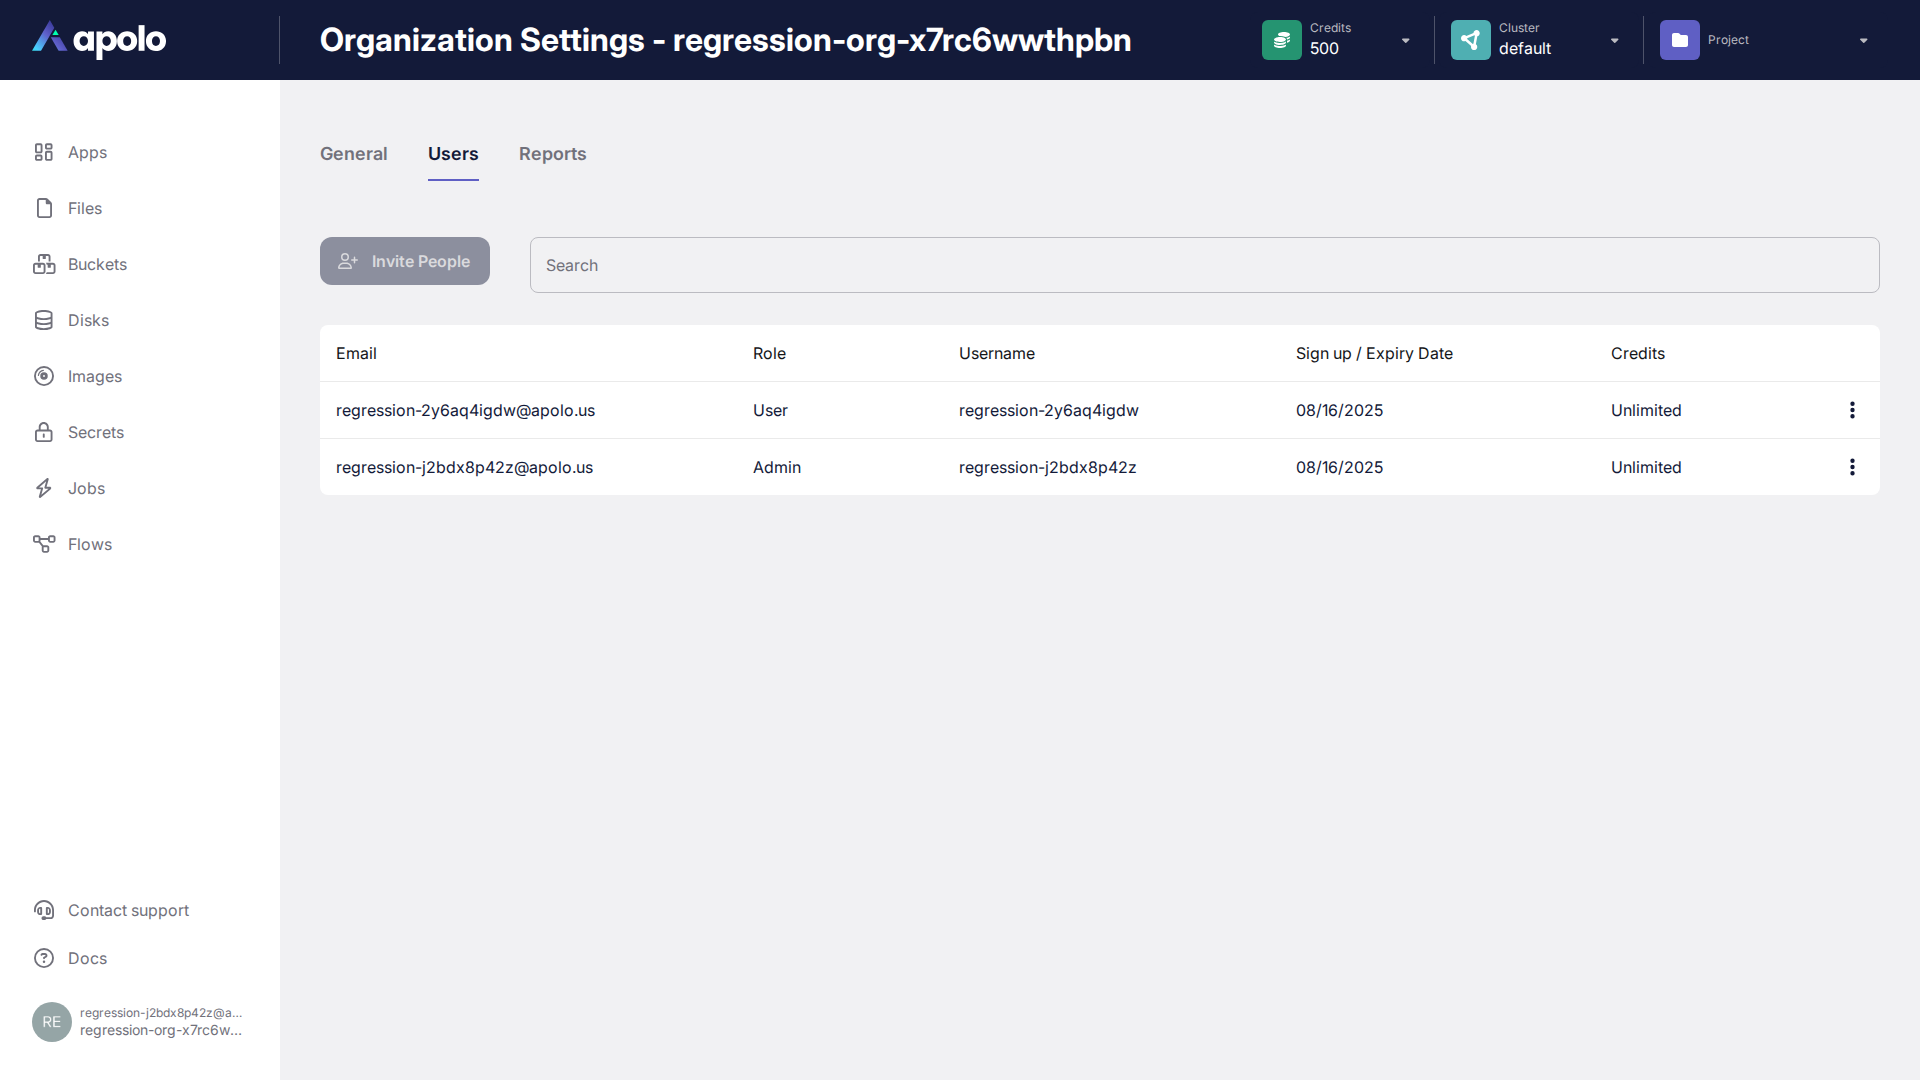 apolo
Organization Settings - regression-org-x7rc6wwthpbn
Credits
500
Cluster
default
Project
Apps
Files
Buckets
Disks
Images
Secrets
Jobs
Flows
Contact support
Docs
RE
regression-j2bdx8p42z@a...
regression-org-x7rc6w...
General Users Reports
Invite People
Search
Email Role Username Sign up / Expiry Date Credits
regression-2y6aq4igdw@apolo.us User regression-2y6aq4igdw 08/16/2025 Unlimited
regression-j2bdx8p42z@apolo.us Admin regression-j2bdx8p42z 08/16/2025 Unlimited